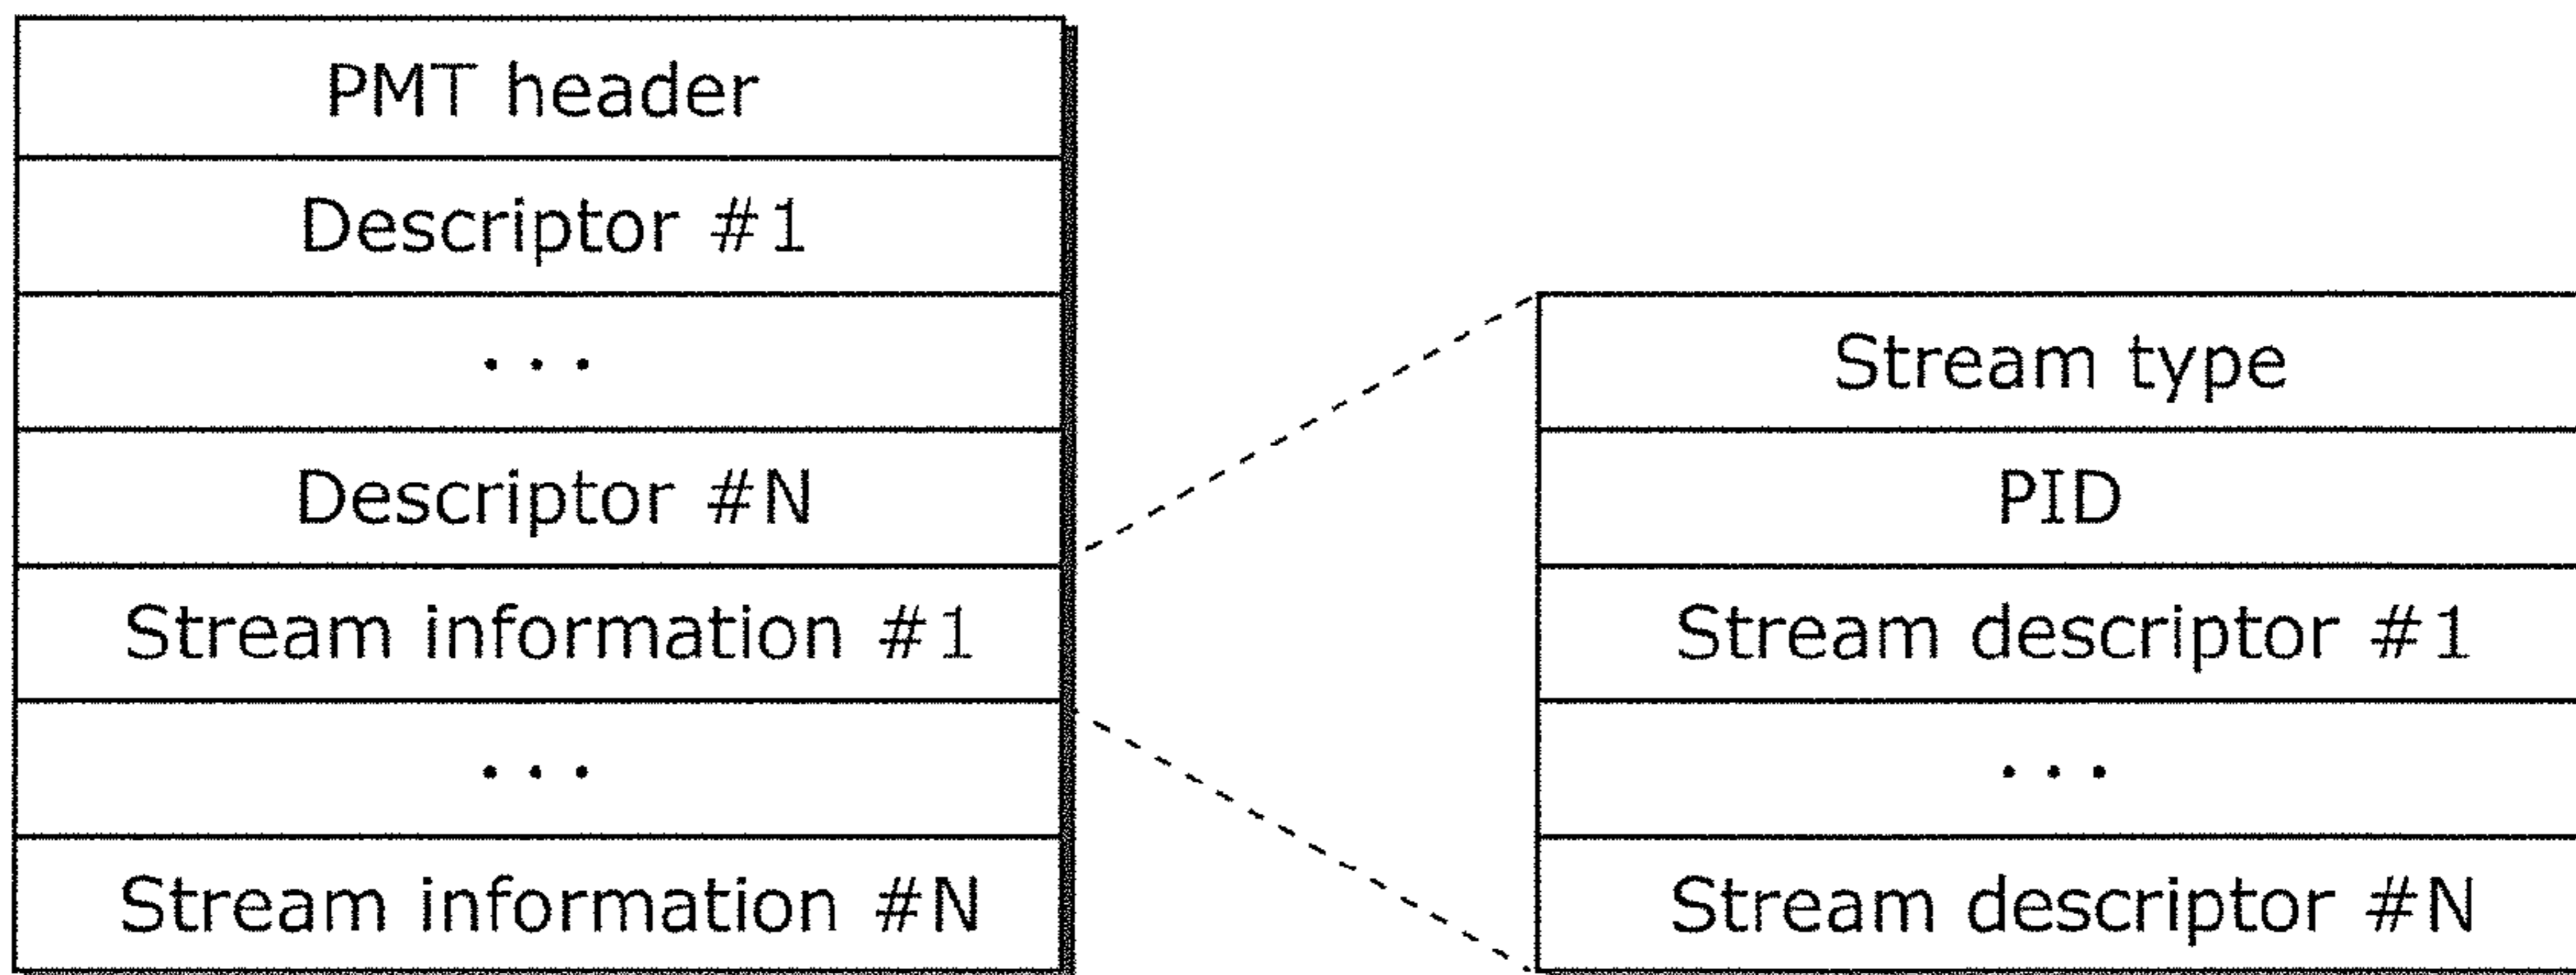 PMT header
Descriptor #1
...
Descriptor #N
Stream information #1
...
Stream information #N
Stream type
PID
Stream descriptor #1
...
Stream descriptor #N